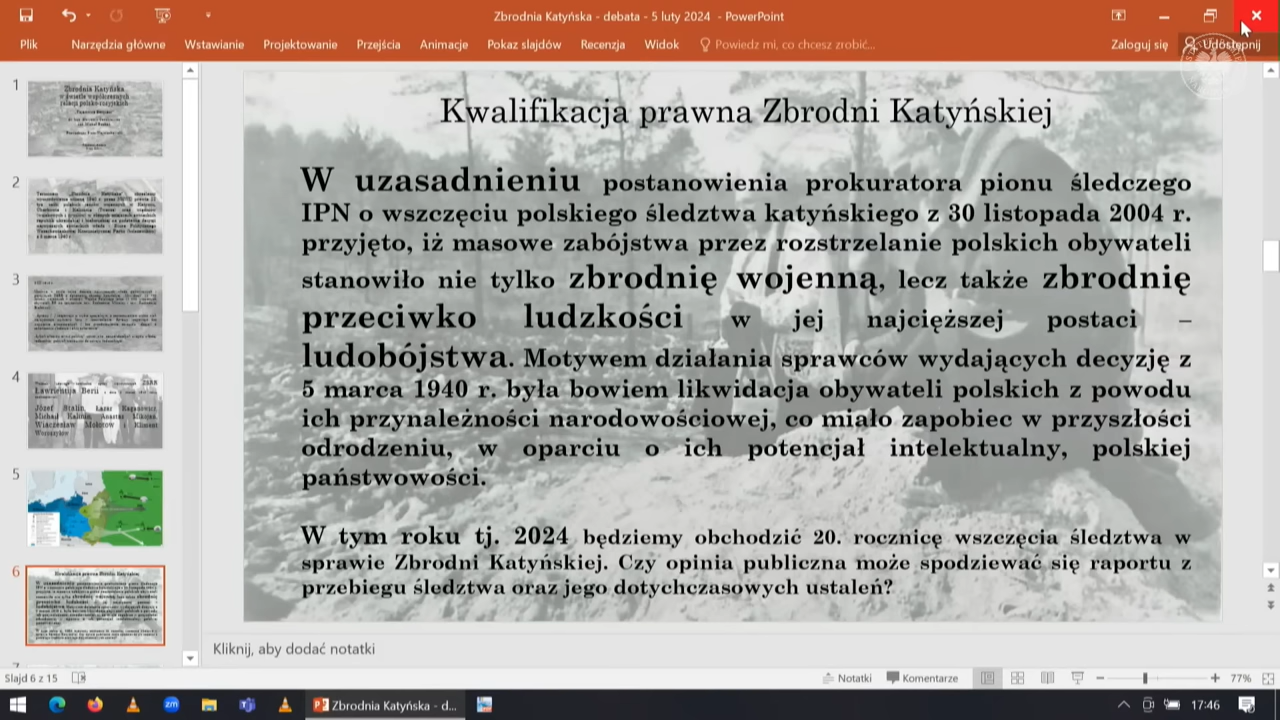 Zbrodnia Katyńska - debata - 5 luty 2024 - PowerPoint
Plik Narzędzia główne Wstawianie Projektowanie Przejścia Animacje Pokaz slajdów Recenzja Widok Powiedz mi, co chcesz zrobić... Zaloguj się Udostępnij
1
2
3
4
5
6
Kwalifikacja prawna Zbrodni Katyńskiej
W uzasadnieniu postanowienia prokuratora pionu śledczego
IPN o wszczęciu polskiego śledztwa katyńskiego z 30 listopada 2004 r.
przyjęto, iż masowe zabójstwa przez rozstrzelanie polskich obywateli
stanowiło nie tylko zbrodnię wojenną, lecz także zbrodnię
przeciwko ludzkości w jej najcięższej postaci –
ludobójstwa. Motywem działania sprawców wydających decyzję z
5 marca 1940 r. była bowiem likwidacja obywateli polskich z powodu
ich przynależności narodowościowej, co miało zapobiec w przyszłości
odrodzeniu, w oparciu o ich potencjał intelektualny, polskiej
państwowości.
W tym roku tj. 2024 będziemy obchodzić 20. rocznicę wszczęcia śledztwa w
sprawie Zbrodni Katyńskiej. Czy opinia publiczna może spodziewać się raportu z
przebiegu śledztwa oraz jego dotychczasowych ustaleń?
Kliknij, aby dodać notatki
Slajd 6 z 15 Notatki Komentarze 77%
Zbrodnia Katyńska - d... 17:46